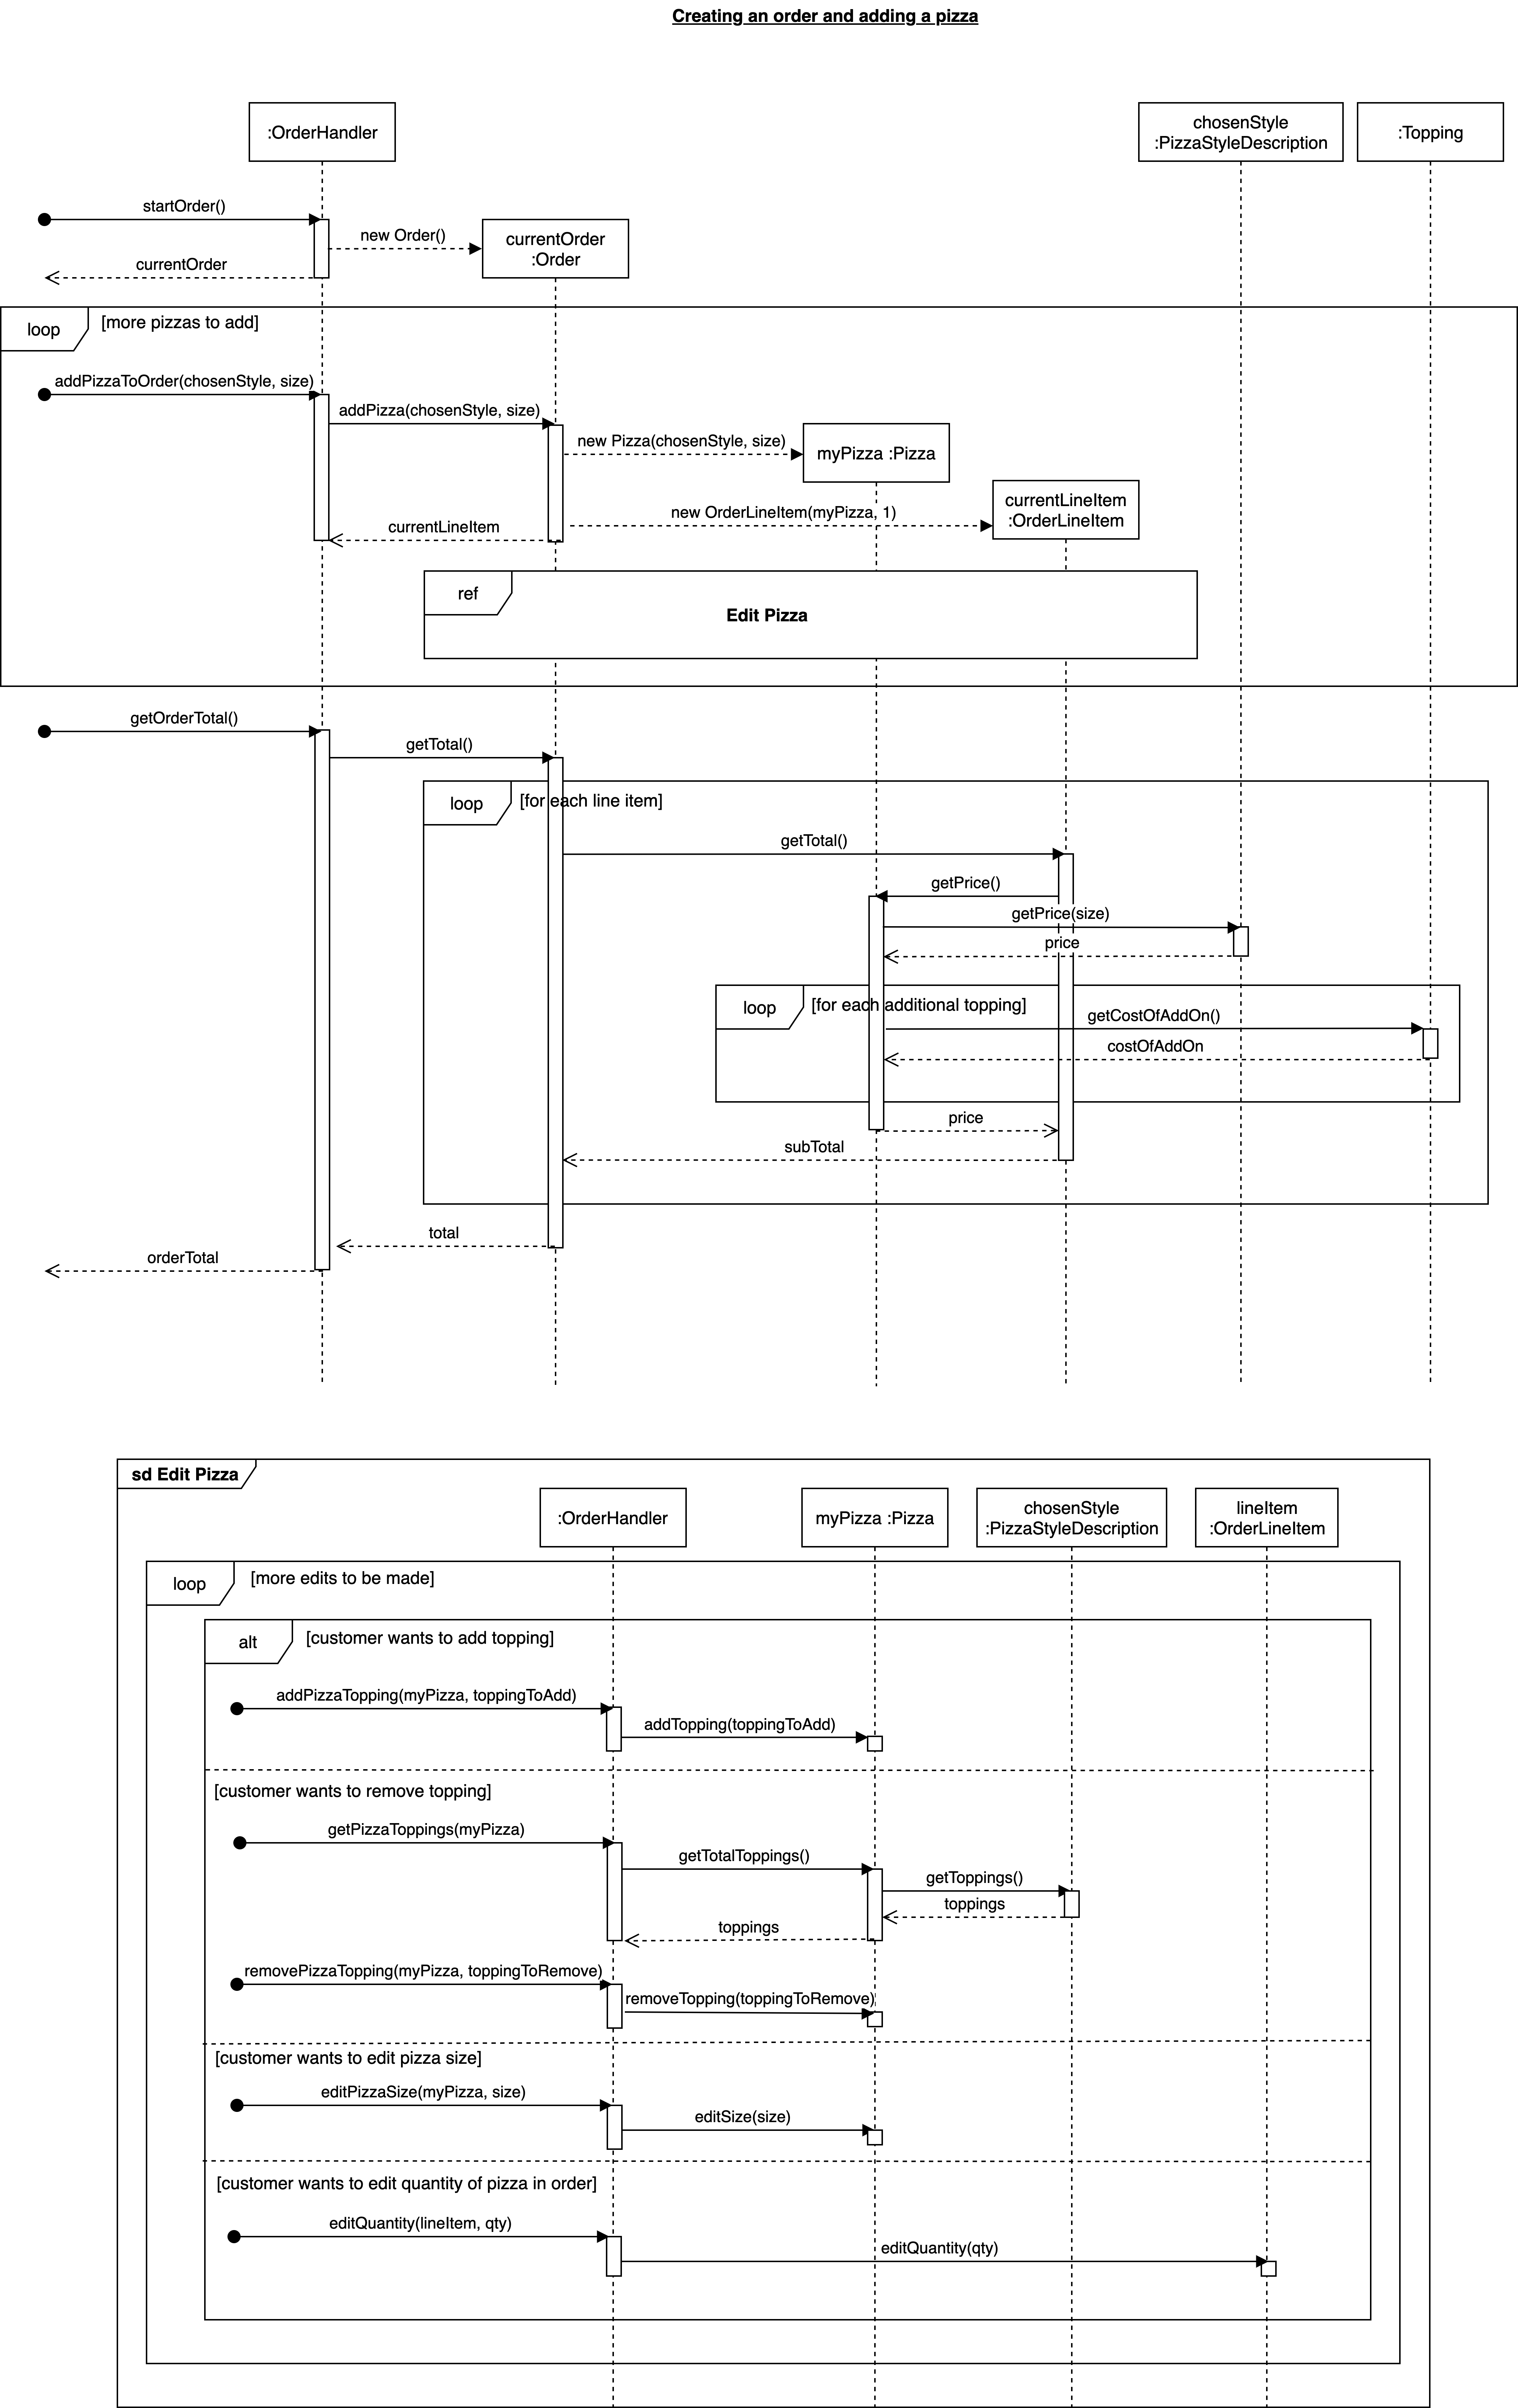 Creating an order and adding a pizza
:OrderHandler
chosenStyle
:PizzaStyleDescription
:Topping
startOrder()
new Order()
currentOrder
:Order
currentOrder
loop
[more pizzas to add]
addPizzaToOrder(chosenStyle, size)
addPizza(chosenStyle, size)
new Pizza(chosenStyle, size)
myPizza :Pizza
currentLineItem
:OrderLineItem
new OrderLineItem(myPizza, 1)
currentLineItem
ref
Edit Pizza
getOrderTotal()
getTotal()
loop
[for each line item]
getTotal()
getPrice()
getPrice(size)
price
loop
[for each additional topping]
getCostOfAddOn()
costOfAddOn
price
subTotal
total
orderTotal
sd Edit Pizza
:OrderHandler
myPizza :Pizza
chosenStyle
:PizzaStyleDescription
lineItem
:OrderLineItem
loop
[more edits to be made]
alt
[customer wants to add topping]
addPizzaTopping(myPizza, toppingToAdd)
addTopping(toppingToAdd)
[customer wants to remove topping]
getPizzaToppings(myPizza)
getTotalToppings()
getToppings()
toppings
toppings
removePizzaTopping(myPizza, toppingToRemove)
removeTopping(toppingToRemove)
[customer wants to edit pizza size]
editPizzaSize(myPizza, size)
editSize(size)
[customer wants to edit quantity of pizza in order]
editQuantity(lineItem, qty)
editQuantity(qty)